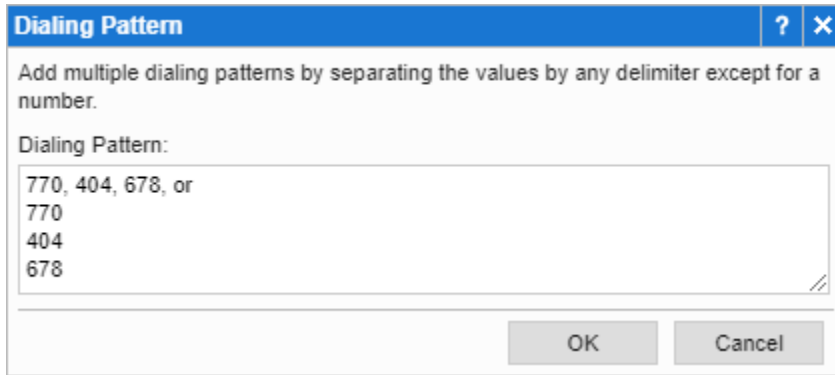 Dialing Pattern ? X
Add multiple dialing patterns by separating the values by any delimiter except for a
number.
Dialing Pattern:
770, 404, 678, or
770
404
678
OK Cancel